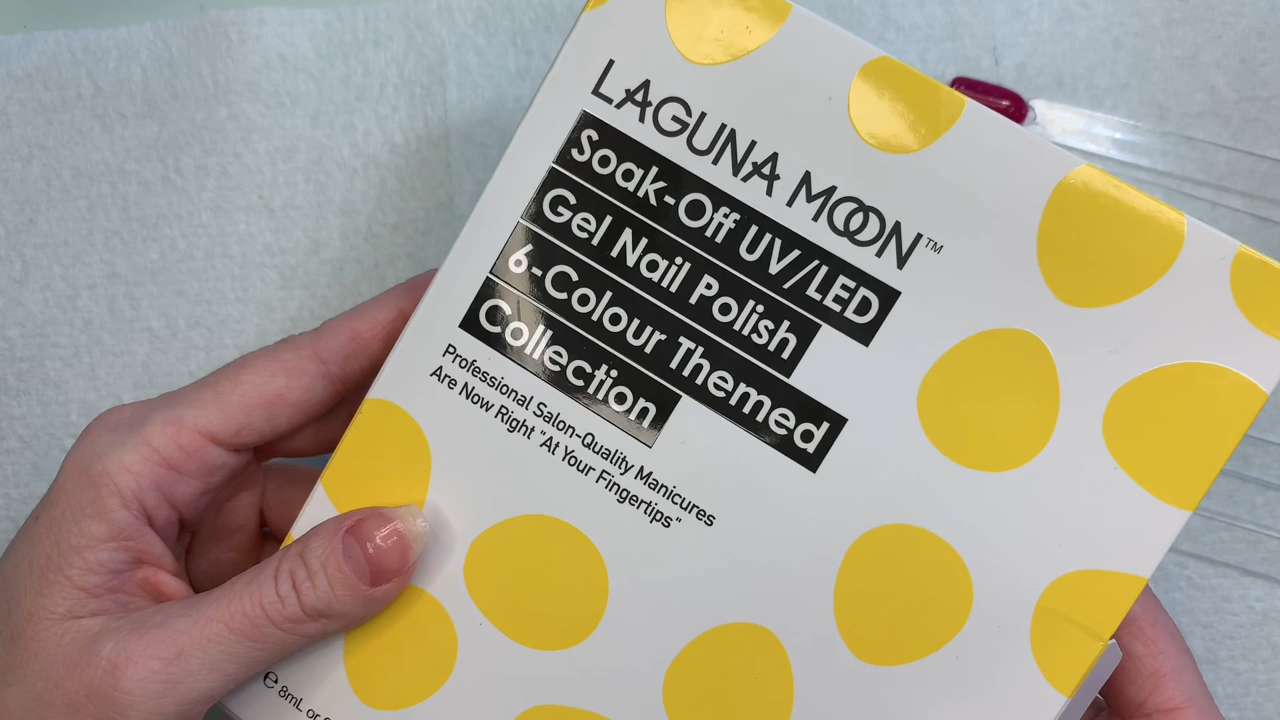 LAGUNA MOON™
Soak-Off UV/LED
Gel Nail Polish
6-Colour Themed
Collection
Professional Salon-Quality Manicures
Are Now Right "At Your Fingertips"
℮ 8mL or